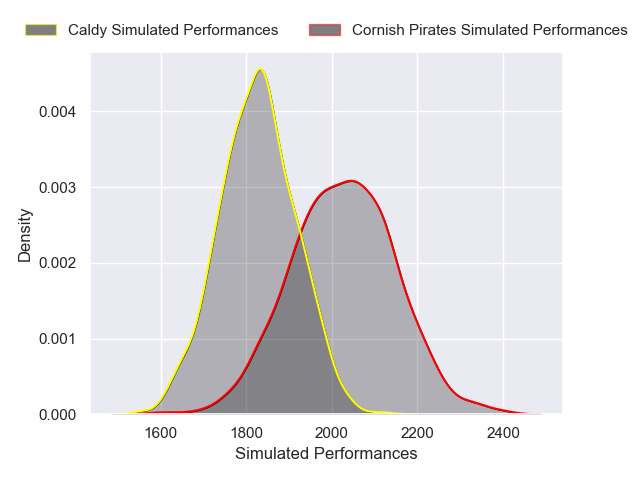 Caldy Simulated Performances
Cornish Pirates Simulated Performances
0.004
0.003
0.002
0.001
0.000
Density
1600 1800 2000 2200 2400
Simulated Performances